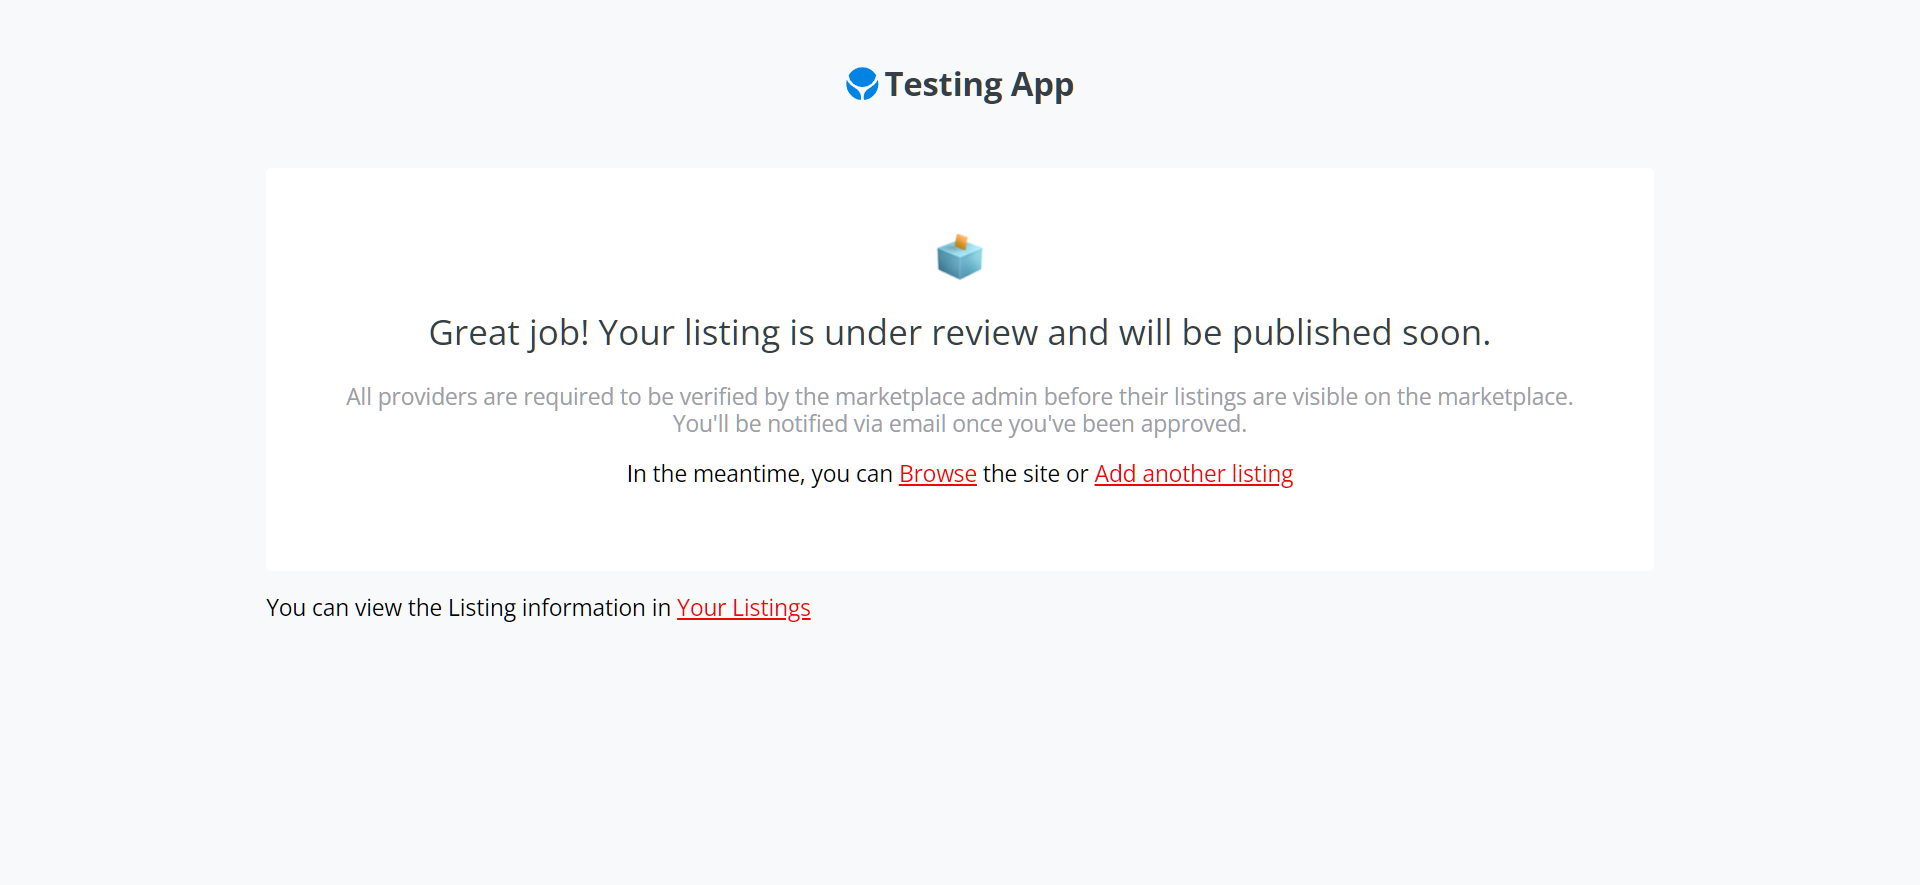 Testing App
Great job! Your listing is under review and will be published soon.
All providers are required to be verified by the marketplace admin before their listings are visible on the marketplace.
You'll be notified via email once you've been approved.
In the meantime, you can Browse the site or Add another listing
You can view the Listing information in Your Listings